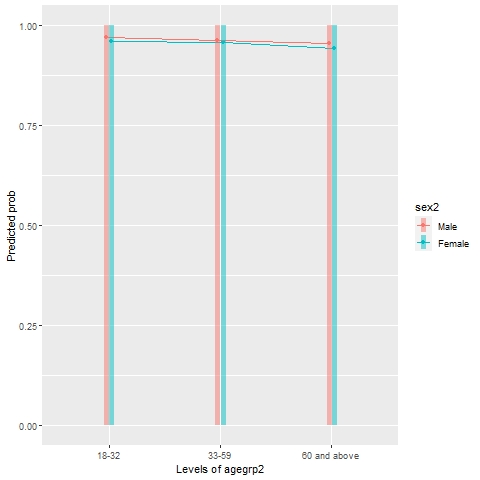 1.00
0.75
0.50
0.25
0.00
Predicted prob
18-32
33-59
60 and above
Levels of agegrp2
sex2
Male
Female